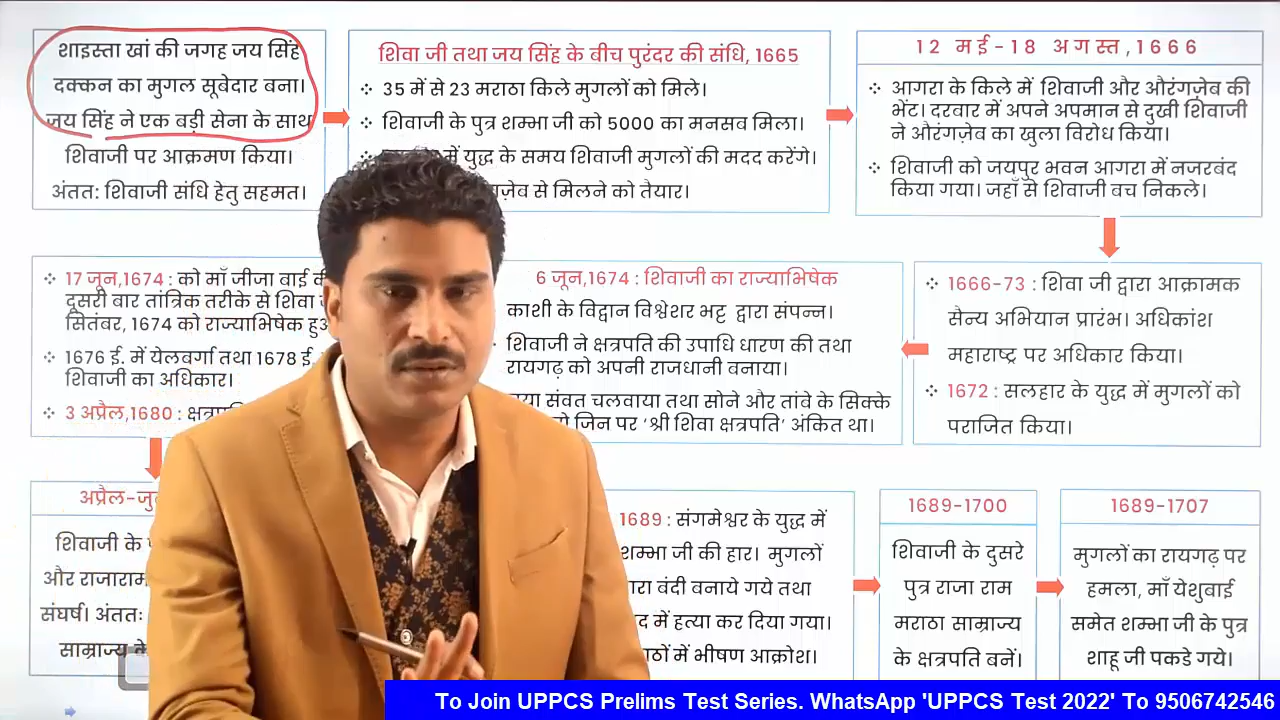 शाइस्ता खां की जगह जय सिंह
दक्कन का मुगल सूबेदार बना।
जय सिंह ने एक बड़ी सेना के साथ
शिवाजी पर आक्रमण किया।
अंतत: शिवाजी संधि हेतु सहमत।
शिवा जी तथा जय सिंह के बीच पुरंदर की संधि, 1665
35 में से 23 मराठा किले मुगलों को मिले।
शिवाजी के पुत्र शम्भा जी को 5000 का मनसब मिला।
में युद्ध के समय शिवाजी मुगलों की मदद करेंगे।
से मिलने को तैयार।
12 मई-18 अगस्त,1666
आगरा के किले में शिवाजी और औरंगज़ेब की
भेंट। दरबार में अपने अपमान से दुखी शिवाजी
ने औरंगज़ेब का खुला विरोध किया।
शिवाजी को जयपुर भवन आगरा में नजरबंद
किया गया। जहाँ से शिवाजी बच निकले।
1666-73 : शिवा जी द्वारा आक्रामक
सैन्य अभियान प्रारंभ। अधिकांश
महाराष्ट्र पर अधिकार किया।
1672 : सलहार के युद्ध में मुगलों को
पराजित किया।
6 जून,1674 : शिवाजी का राज्याभिषेक
काशी के विद्वान विश्वेशर भट्ट द्वारा संपन्न।
शिवाजी ने क्षत्रपति की उपाधि धारण की तथा
रायगढ़ को अपनी राजधानी बनाया।
संवत चलवाया तथा सोने और तांबे के सिक्के
जिन पर ‘श्री शिवा क्षत्रपति’ अंकित था।
17 जून,1674 : को माँ जीजा बाई
दूसरी बार तांत्रिक तरीके से शिवा
सितंबर, 1674 को राज्याभिषेक
1676 ई. में येलबर्गा तथा 1678 ई.
शिवाजी का अधिकार।
3 अप्रैल,1680 :
शिवाजी के
और राजाराम
संघर्ष। अंततः
साम्राज्य
1689 : संगमेश्वर के युद्ध में
शम्भा जी की हार। मुगलों
बंदी बनाये गये तथा
में हत्या कर दिया गया।
में भीषण आक्रोश।
1689-1700
शिवाजी के दुसरे
पुत्र राजा राम
मराठा साम्राज्य
के क्षत्रपति बनें।
1689-1707
मुगलों का रायगढ़ पर
हमला, माँ येशुबाई
समेत शम्भा जी के पुत्र
शाहू जी पकडे गये।
To Join UPPCS Prelims Test Series. WhatsApp 'UPPCS Test 2022' To 9506742546